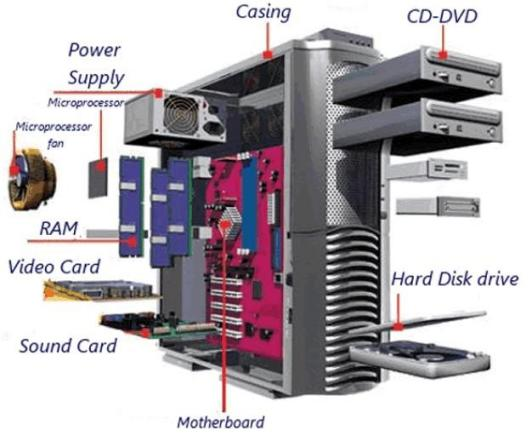 Casing
CD-DVD
Power
Supply
Microprocessor
Microprocessor
fan
RAM
Video Card
Hard Disk drive
Sound Card
Motherboard